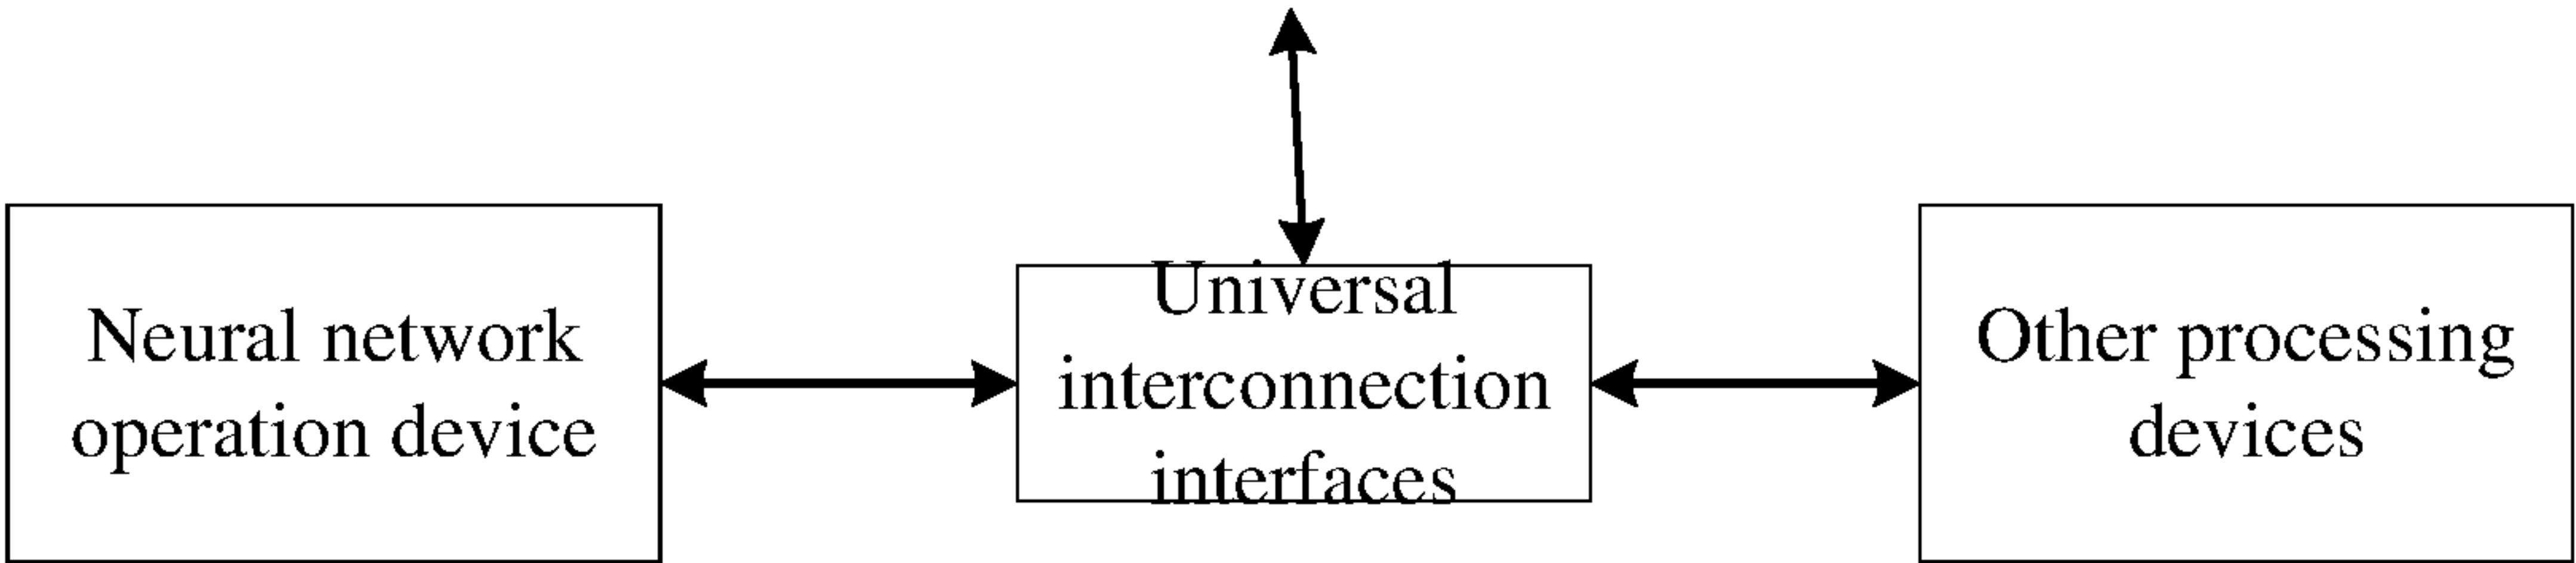 Neural network
operation device
Universal
interconnection
interfaces
Other processing
devices